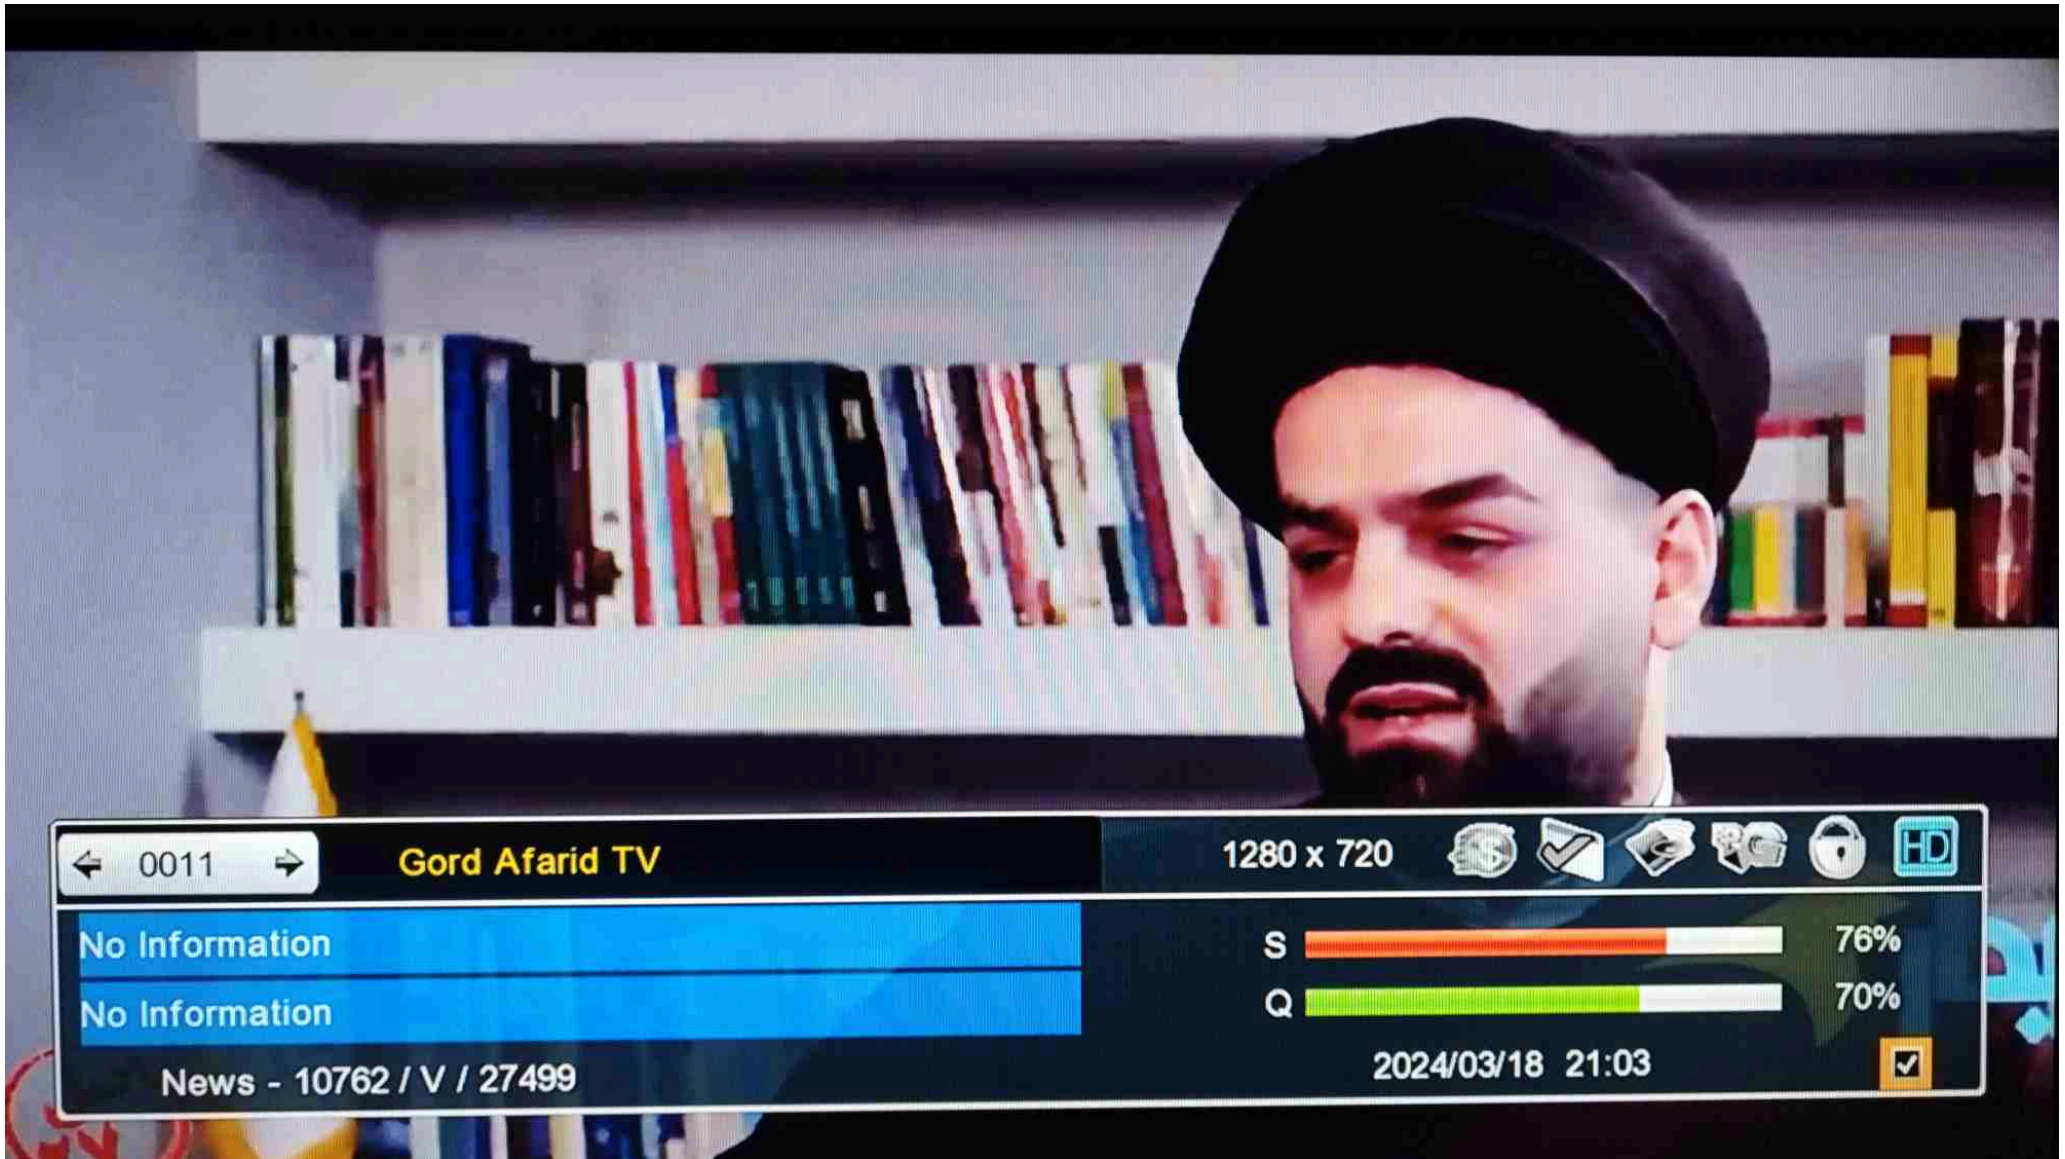 0011
Gord Afarid TV
1280 x 720
HD
No Information
S 76%
No Information
Q 70%
News - 10762 / V / 27499
2024/03/18 21:03